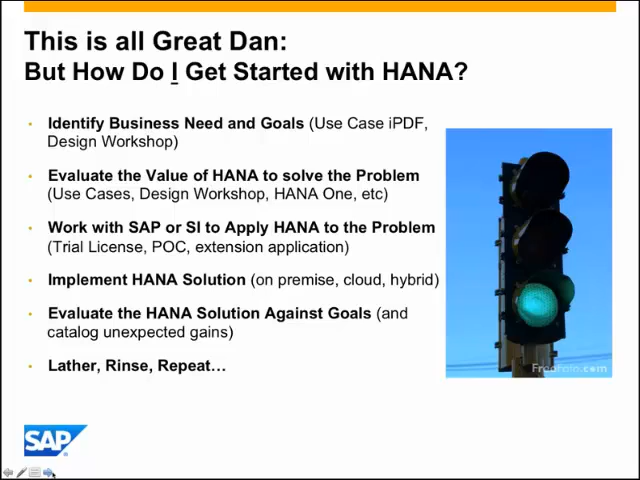 This is all Great Dan:
But How Do I Get Started with HANA?
• Identify Business Need and Goals (Use Case iPDF,
Design Workshop)
• Evaluate the Value of HANA to solve the Problem
(Use Cases, Design Workshop, HANA One, etc)
• Work with SAP or SI to Apply HANA to the Problem
(Trial License, POC, extension application)
• Implement HANA Solution (on premise, cloud, hybrid)
• Evaluate the HANA Solution Against Goals (and
catalog unexpected gains)
• Lather, Rinse, Repeat…
FreeFoto.com
SAP